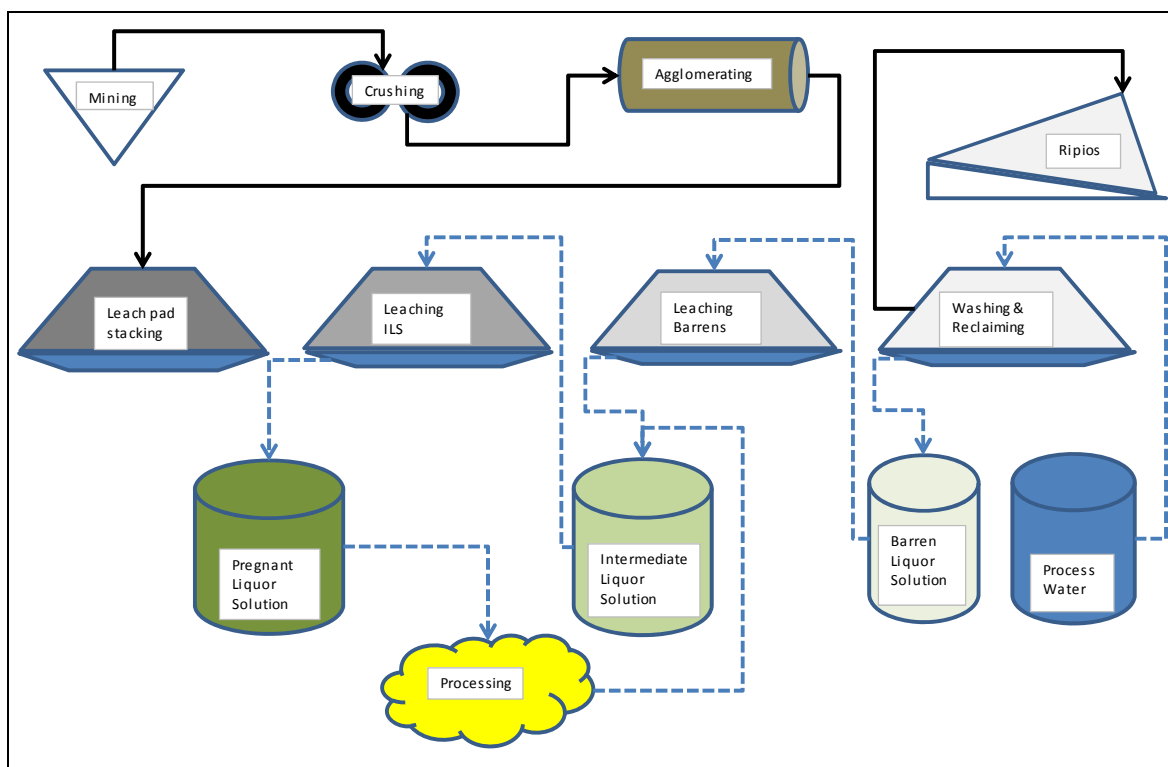 Mining
Crushing
Agglomerating
Ripios
Leach pad
stacking
Leaching
ILS
Leaching
Barrens
Washing &
Reclaiming
Pregnant
Liquor
Solution
Intermediate
Liquor
Solution
Barren
Liquor
Solution
Process
Water
Processing